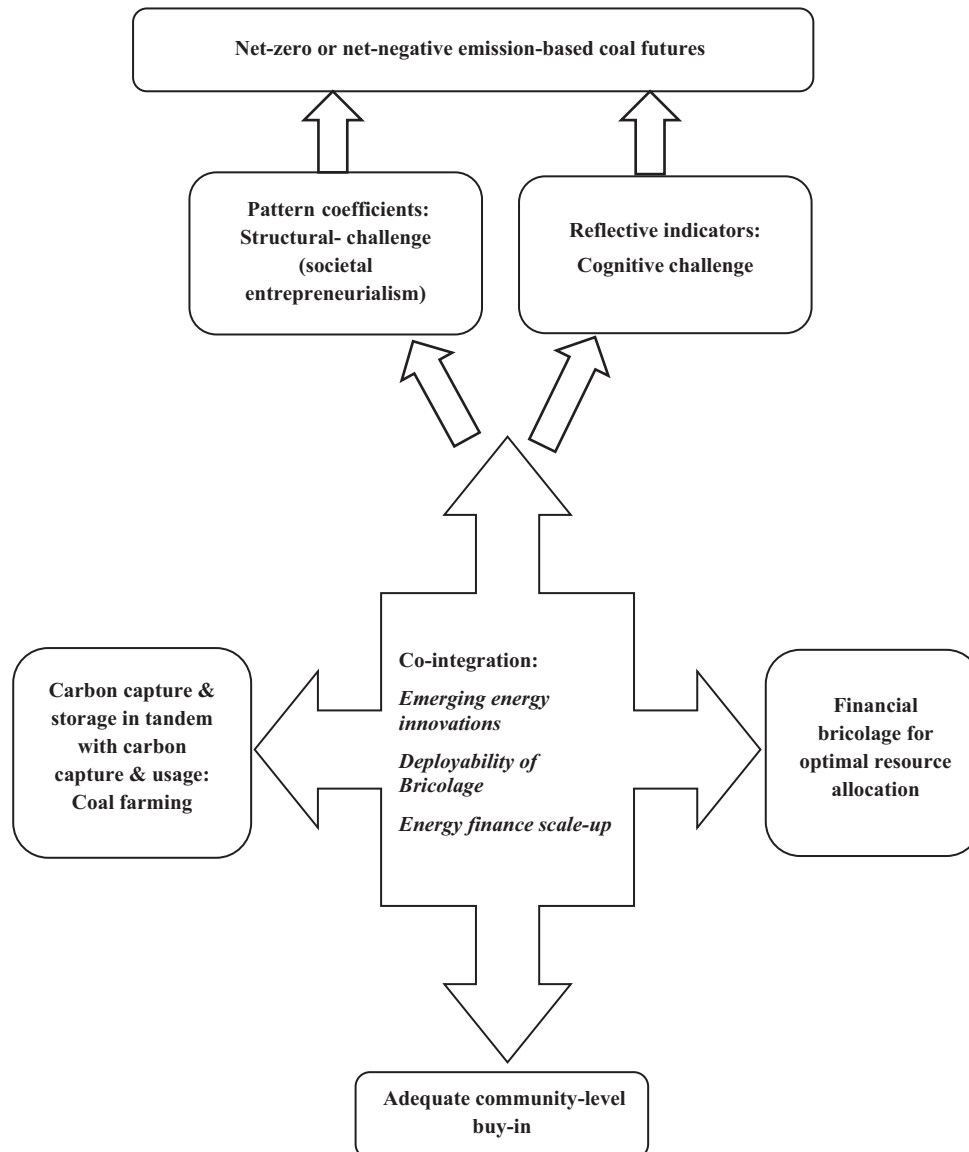 Net-zero or net-negative emission-based coal futures
Pattern coefficients:
Structural- challenge
(societal
entrepreneurialism)
Reflective indicators:
Cognitive challenge
Co-integration:
Emerging energy
innovations
Deployability of
Bricolage
Energy finance scale-up
Carbon capture &
storage in tandem
with carbon
capture & usage:
Coal farming
Financial
bricolage for
optimal resource
allocation
Adequate community-level
buy-in